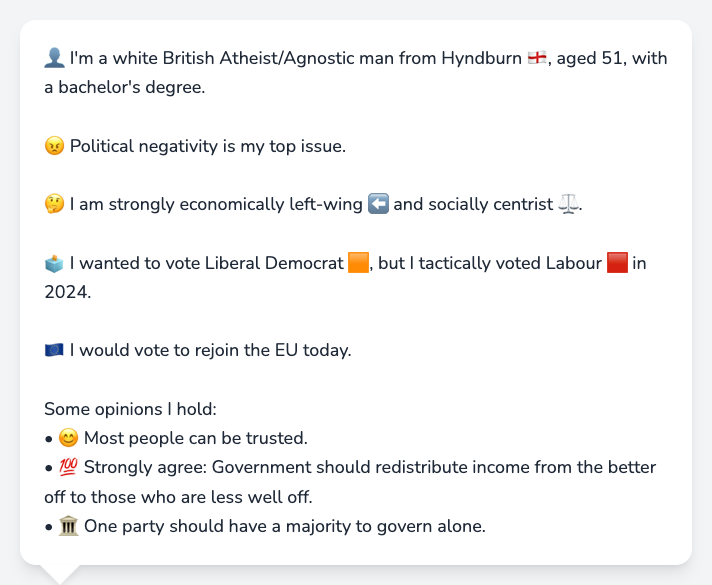 👤 I'm a white British Atheist/Agnostic man from Hyndburn 🏴󠁧󠁢󠁥󠁮󠁧󠁿, aged 51, with
a bachelor's degree.
😠 Political negativity is my top issue.
🤔 I am strongly economically left-wing ⬅️ and socially centrist ⚖️.
🗳️ I wanted to vote Liberal Democrat 🟧, but I tactically voted Labour 🟥 in
2024.
🇪🇺 I would vote to rejoin the EU today.
Some opinions I hold:
• 😊 Most people can be trusted.
• 💯 Strongly agree: Government should redistribute income from the better
off to those who are less well off.
• 🏛️ One party should have a majority to govern alone.